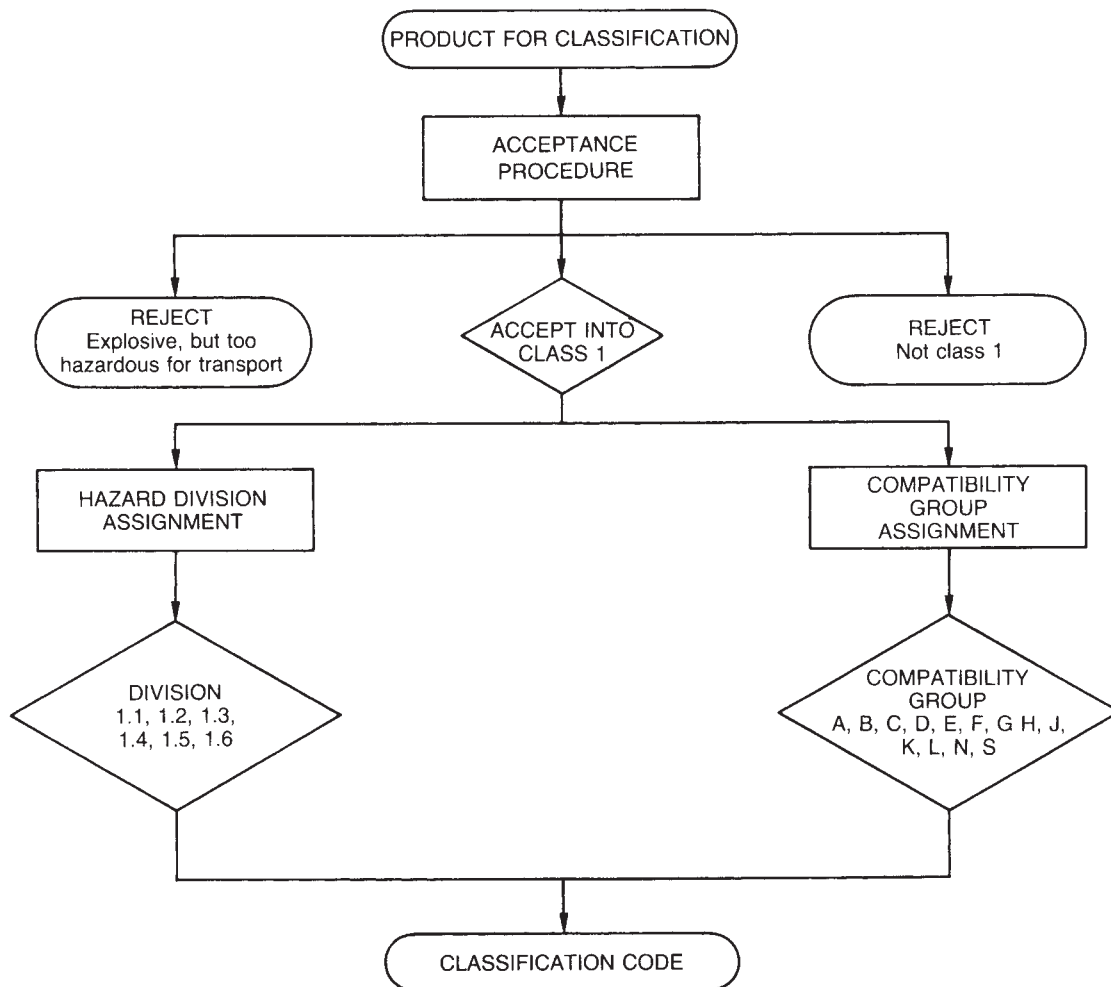 PRODUCT FOR CLASSIFICATION
ACCEPTANCE
PROCEDURE
REJECT
Explosive, but too
hazardous for transport
ACCEPT INTO
CLASS 1
REJECT
Not class 1
HAZARD DIVISION
ASSIGNMENT
COMPATIBILITY
GROUP
ASSIGNMENT
DIVISION
1.1, 1.2, 1.3,
1.4, 1.5, 1.6
COMPATIBILITY
GROUP
A, B, C, D, E, F, G H, J,
K, L, N, S
CLASSIFICATION CODE